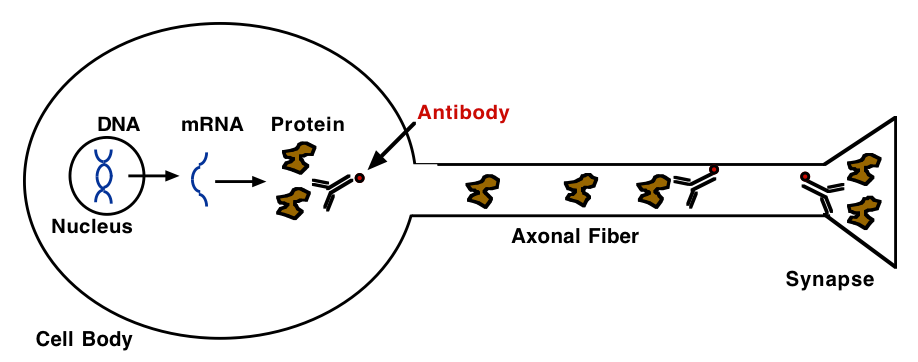 Antibody
DNA
mRNA
Protein
Nucleus
Axonal Fiber
Synapse
Cell Body